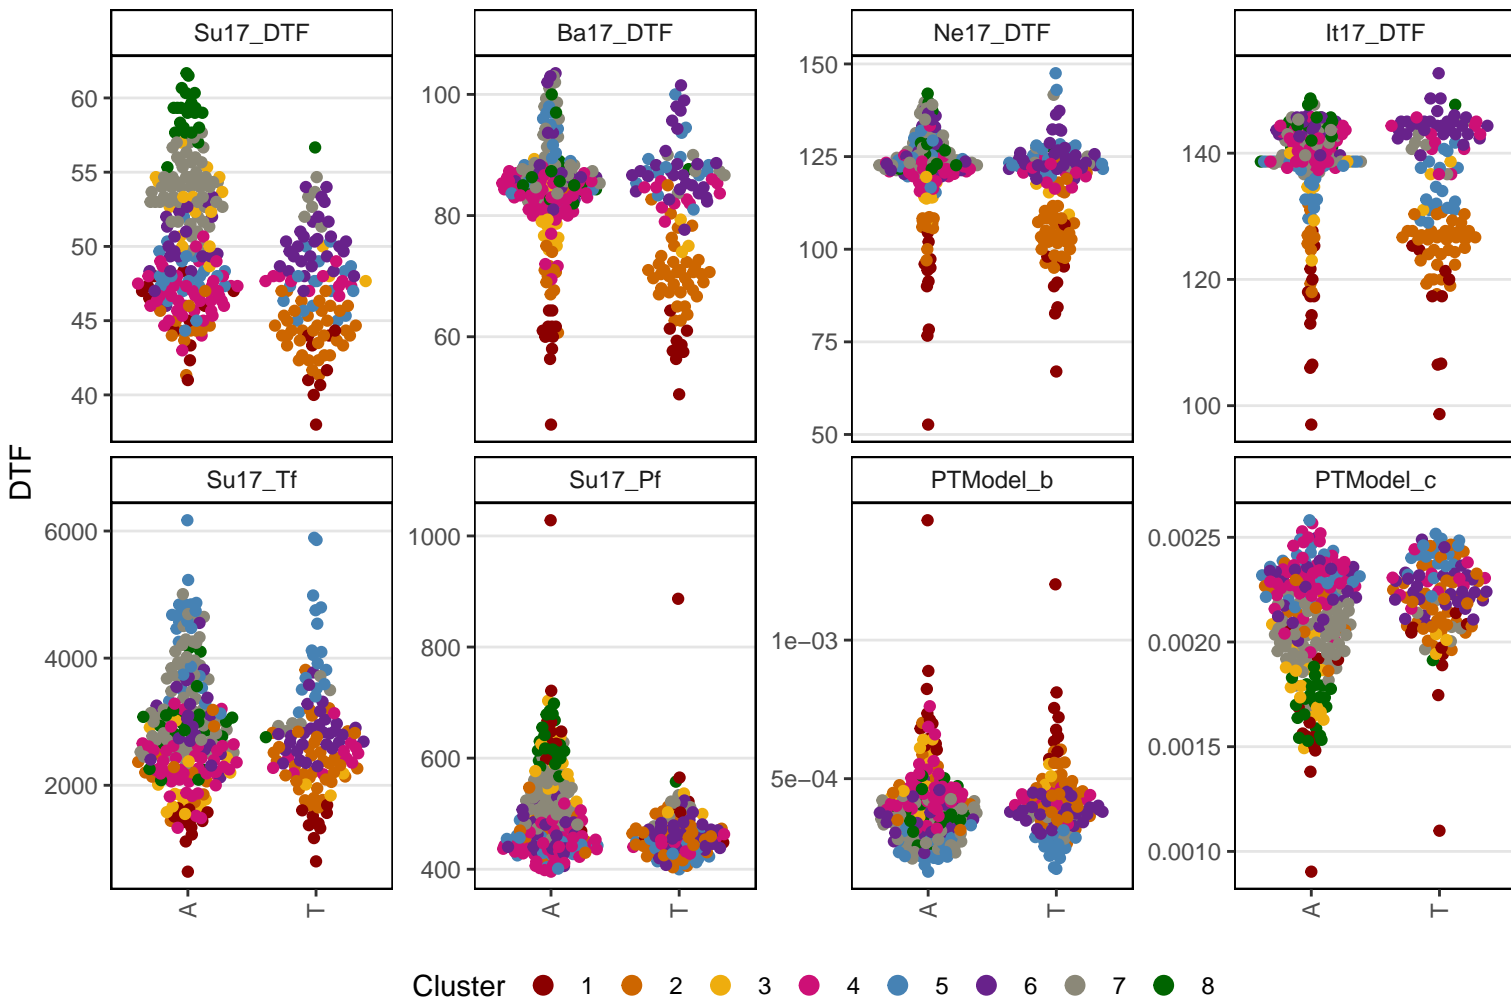 Su17_DTF
Ba17_DTF
Ne17_DTF
It17_DTF
60
55
50
45
40
100
80
60
150
125
100
75
50
140
120
100
DTF
Su17_Tf
Su17_Pf
PTModel_b
PTModel_c
6000
4000
2000
1000
800
600
400
1e−03
5e−04
0.0025
0.0020
0.0015
0.0010
A
T
A
T
A
T
A
T
Cluster 1 2 3 4 5 6 7 8